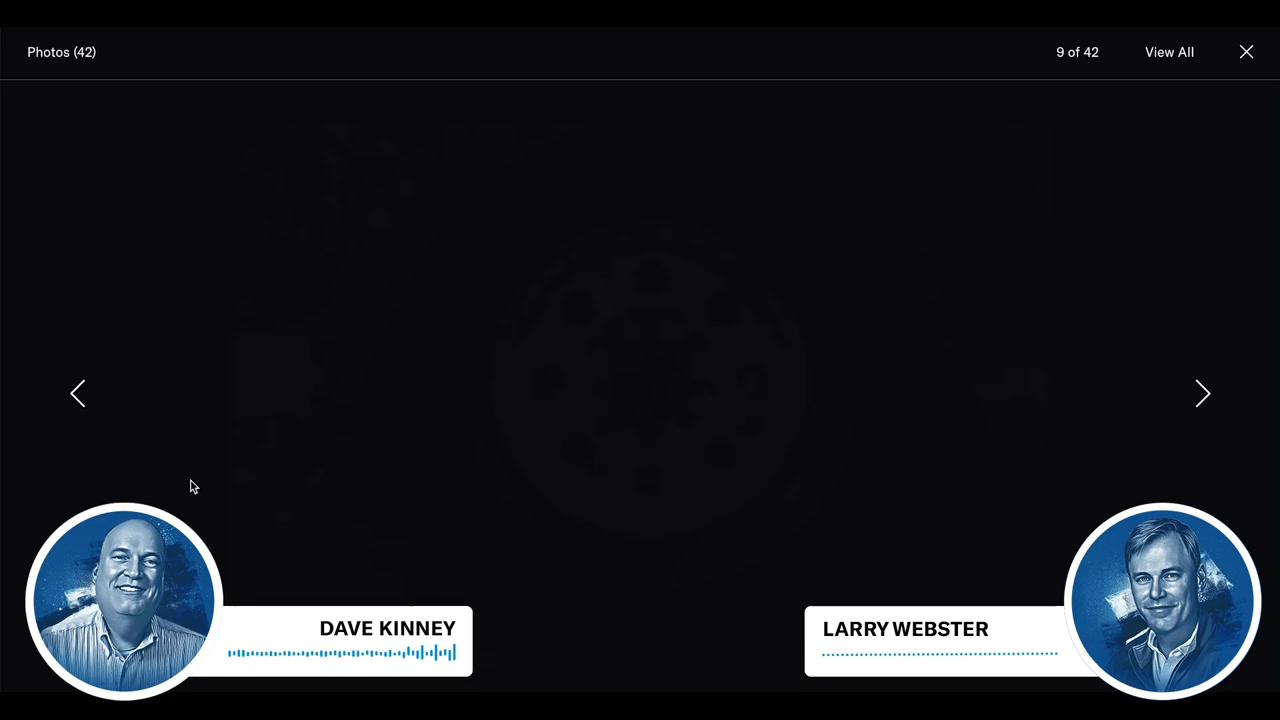 Photos (42)
9 of 42
View All
DAVE KINNEY
LARRY WEBSTER